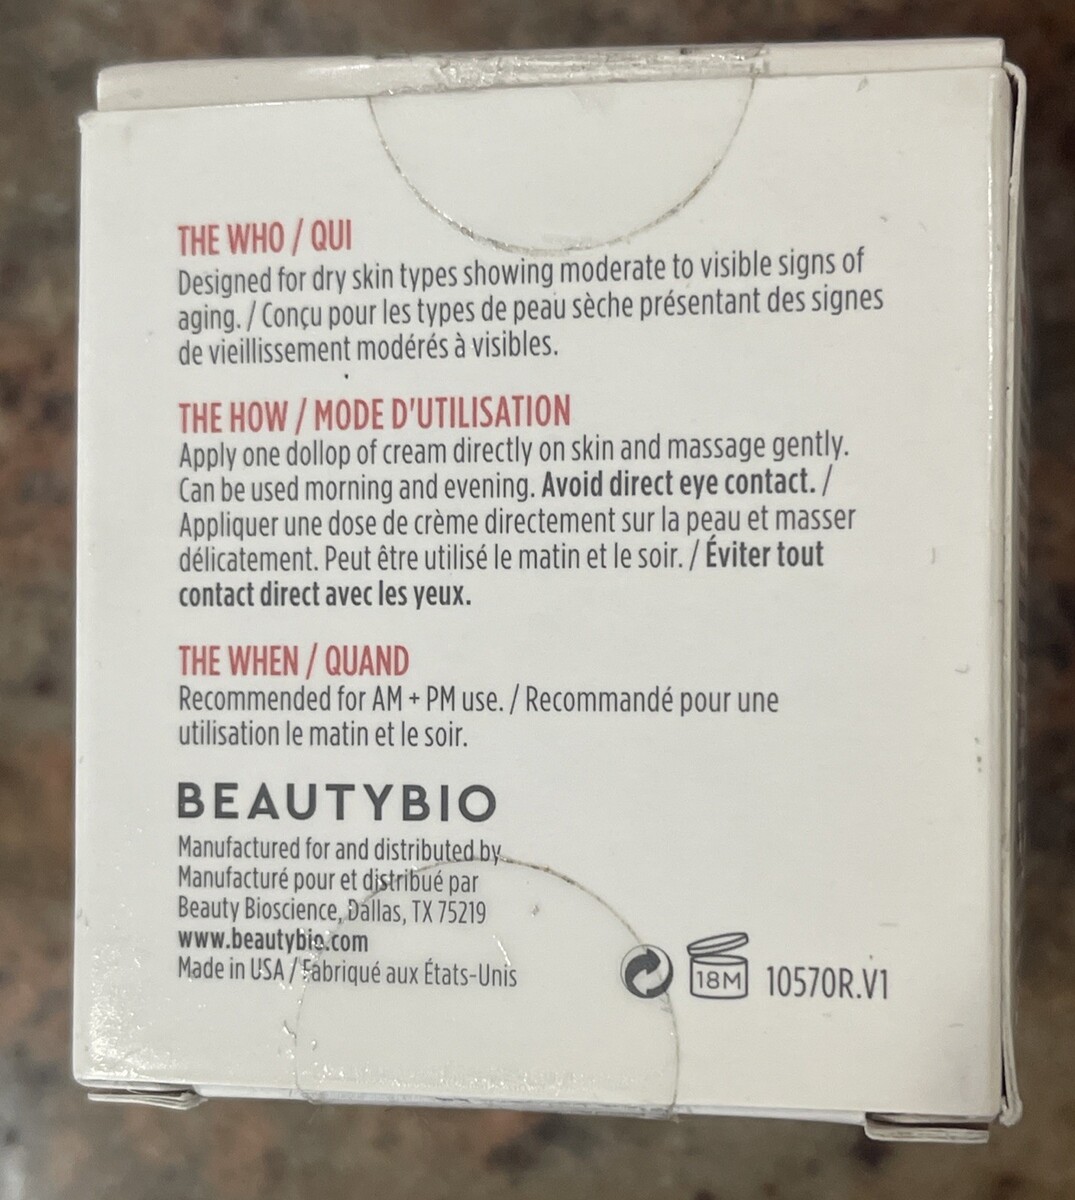 THE WHO / QUI
Designed for dry skin types showing moderate to visible signs of
aging. / Conçu pour les types de peau sèche présentant des signes
de vieillissement modérés à visibles.
THE HOW / MODE D'UTILISATION
Apply one dollop of cream directly on skin and massage gently.
Can be used morning and evening. Avoid direct eye contact. /
Appliquer une dose de crème directement sur la peau et masser
délicatement. Peut être utilisé le matin et le soir. / Éviter tout
contact direct avec les yeux.
THE WHEN / QUAND
Recommended for AM + PM use. / Recommandé pour une
utilisation le matin et le soir.
BEAUTYBIO
Manufactured for and distributed by
Manufacturé pour et distribué par
Beauty Bioscience, Dallas, TX 75219
www.beautybio.com
Made in USA / Fabriqué aux États-Unis
18M 10570R.V1